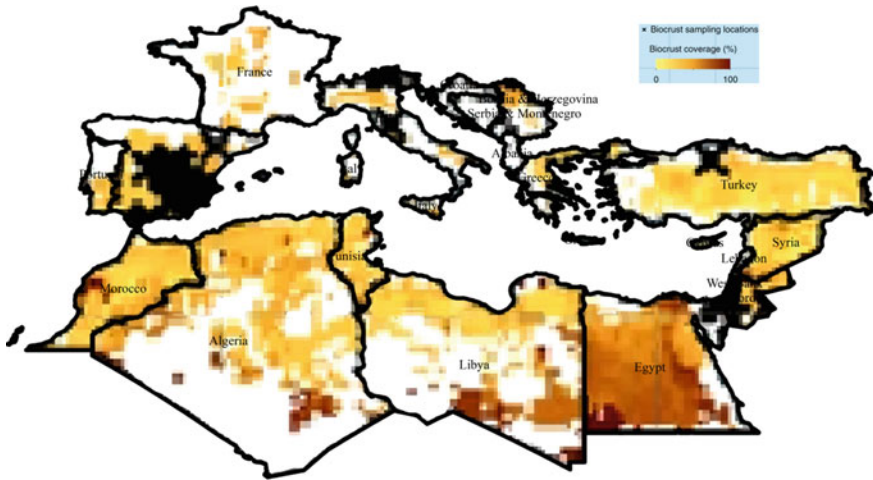 × Biocrust sampling locations
Biocrust coverage (%)
0 100
France
Bosnia & Herzegovina
Serbia & Montenegro
Albania
Greece
Turkey
Italy
Syria
Lebanon
Morocco
Algeria
Libya
Egypt